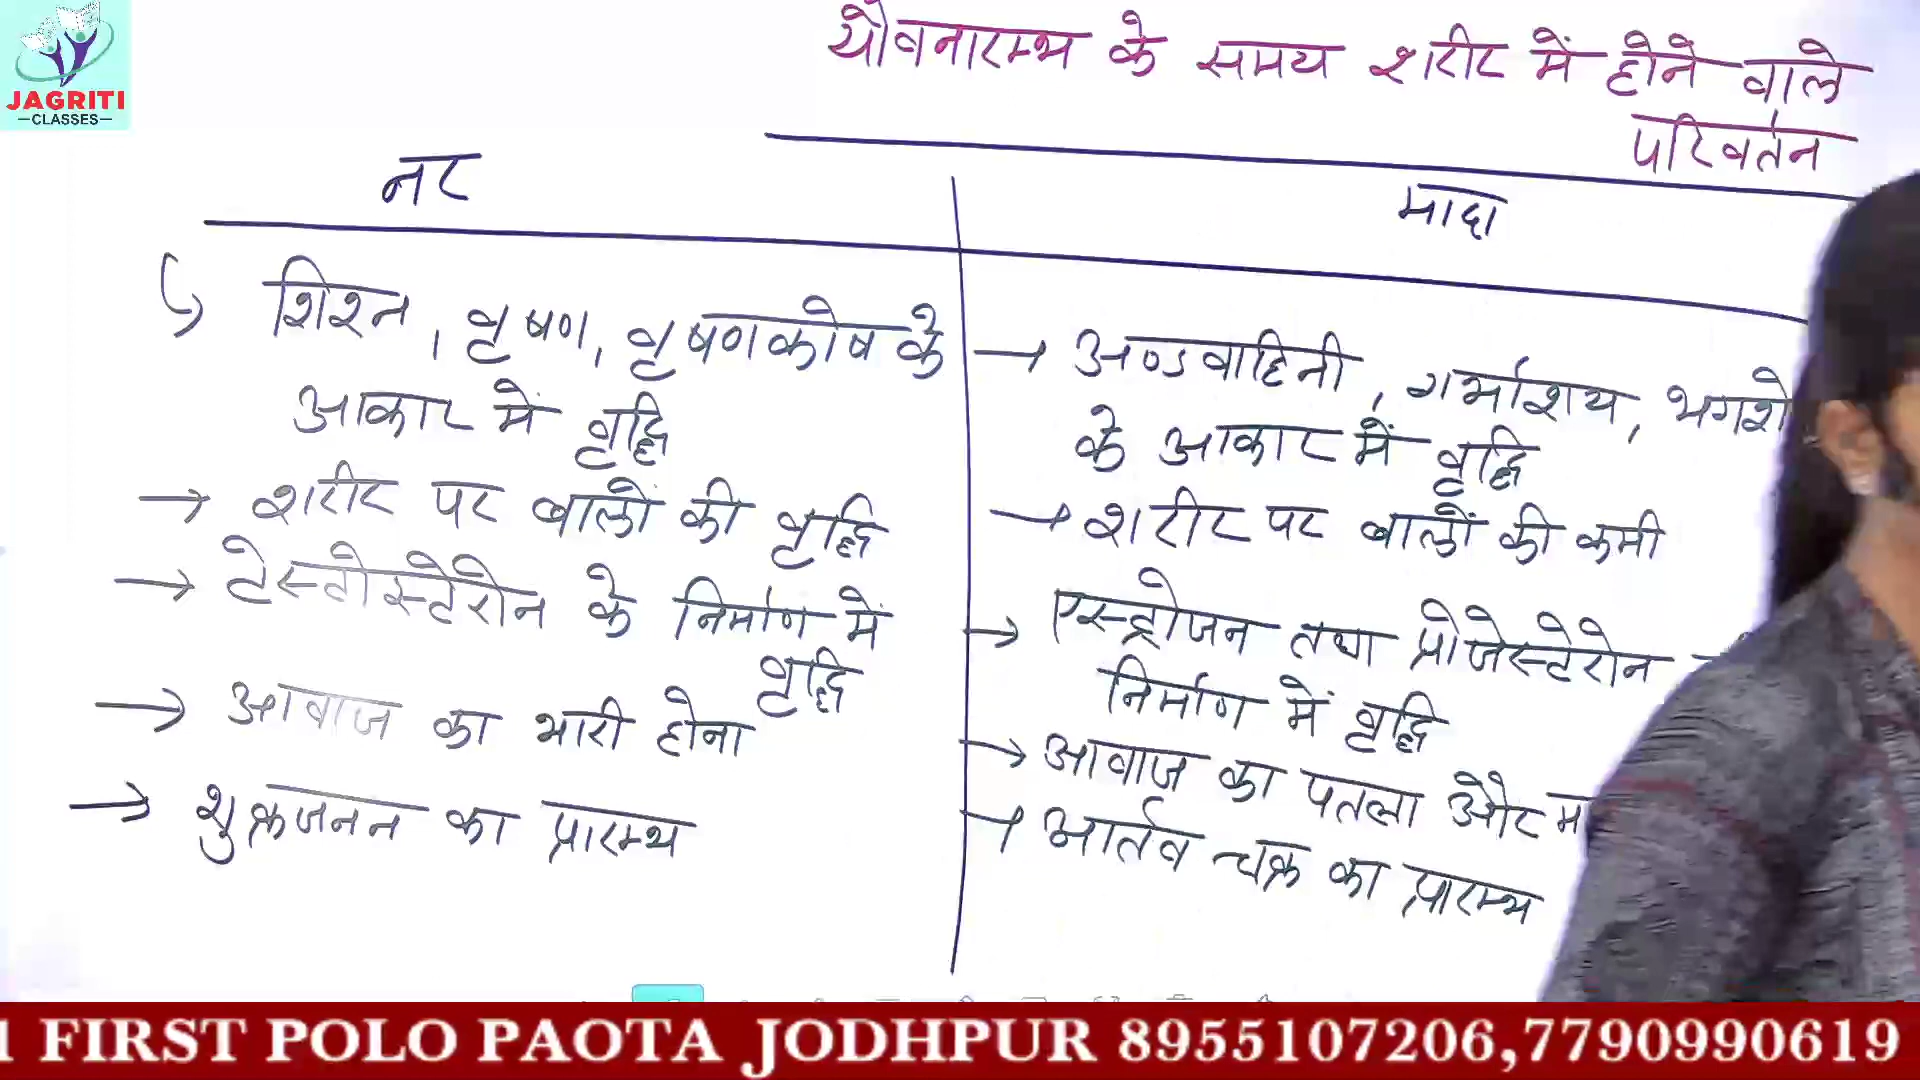 JAGRITI
CLASSES
यौवनारम्भ के समय शरीर में होने वाले
परिवर्तन
नर
मादा
शिश्न, वृषण, वृषणकोष के
आकार में वृद्धि
→ शरीर पर बालों की वृद्धि
→ टेस्टोस्टेरोन के निर्माण में
वृद्धि
→ आवाज का भारी होना
→ शुक्रजनन का प्रारम्भ
→ अण्डवाहिनी, गर्भाशय,
के आकार में वृद्धि
→ शरीर पर बालों की कमी
→ एस्ट्रोजन तथा प्रोजेस्टेरोन
निर्माण में वृद्धि
→ आवाज का पतला और
→ आर्तव चक्र का प्रारम्भ
1 FIRST POLO PAOTA JODHPUR 8955107206,7790990619